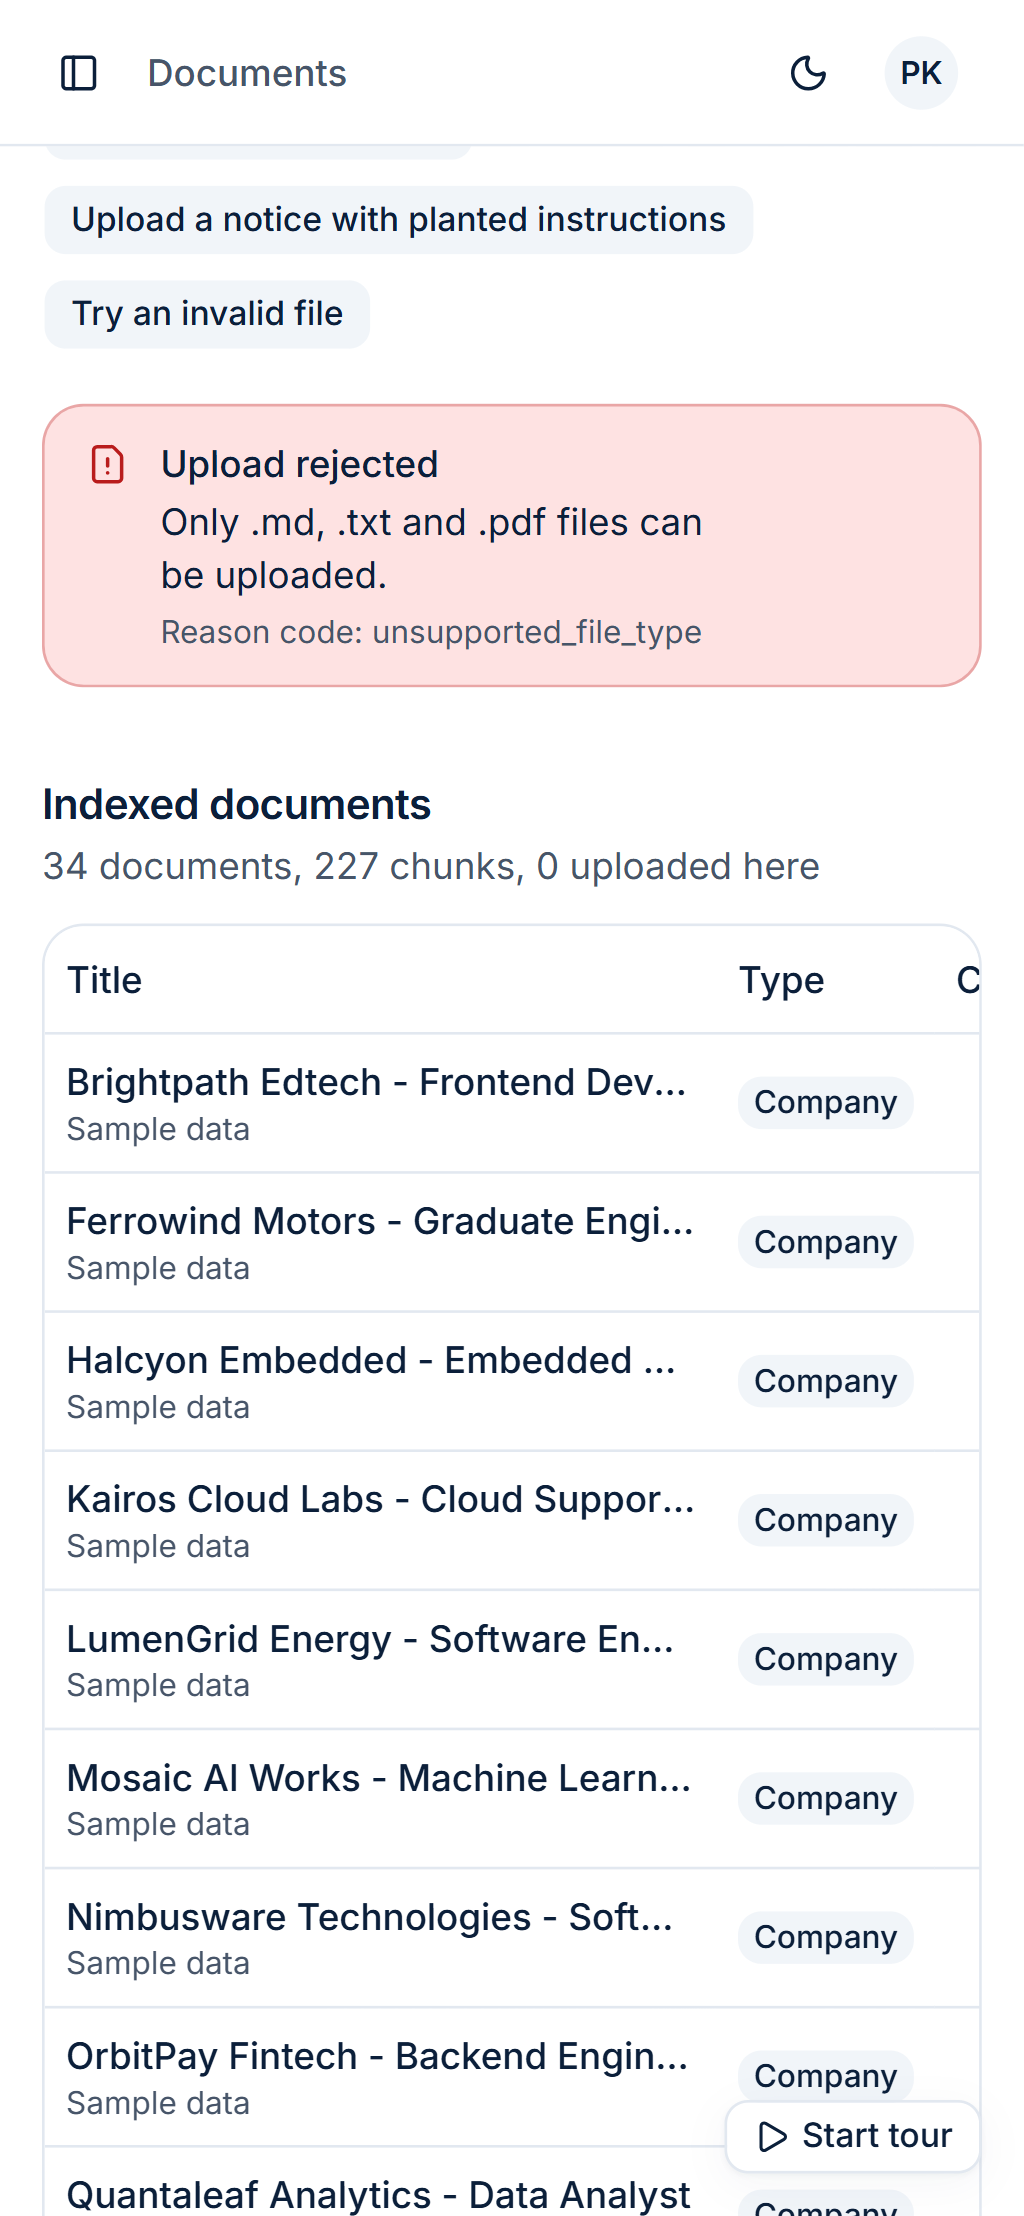 Documents
PK
Upload a notice with planted instructions
Try an invalid file
Upload rejected
Only .md, .txt and .pdf files can
be uploaded.
Reason code: unsupported_file_type
Indexed documents
34 documents, 227 chunks, 0 uploaded here
Title Type C
Brightpath Edtech - Frontend Dev...
Sample data
Company
Ferrowind Motors - Graduate Engi...
Sample data
Company
Halcyon Embedded - Embedded ...
Sample data
Company
Kairos Cloud Labs - Cloud Suppor...
Sample data
Company
LumenGrid Energy - Software En...
Sample data
Company
Mosaic AI Works - Machine Learn...
Sample data
Company
Nimbusware Technologies - Soft...
Sample data
Company
OrbitPay Fintech - Backend Engin...
Sample data
Company
Start tour
Quantaleaf Analytics - Data Analyst
Company